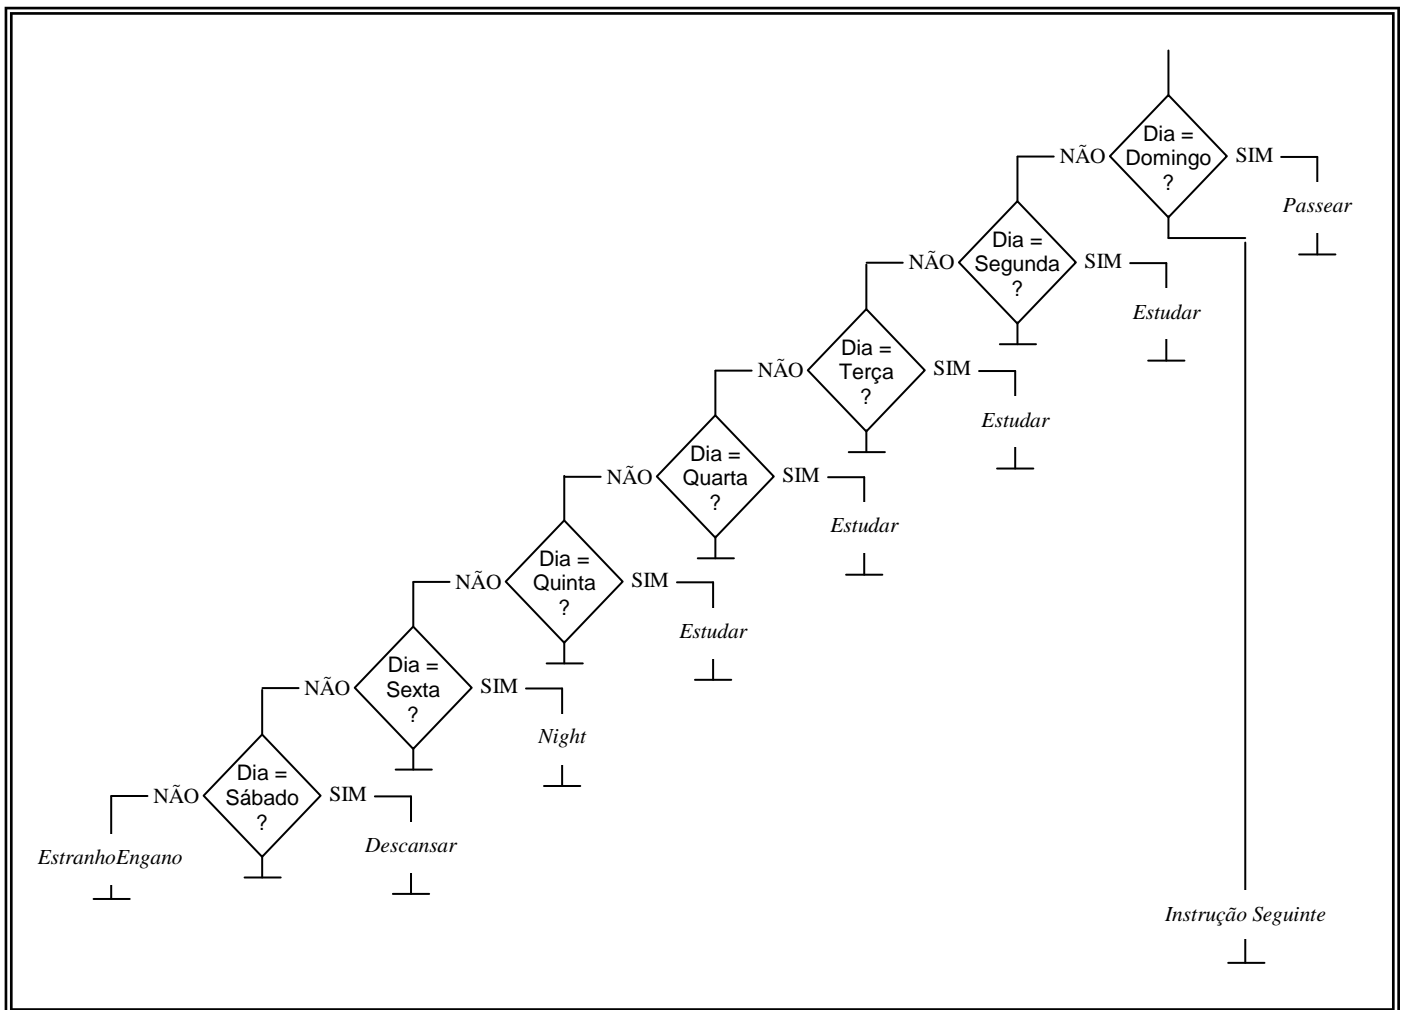 Dia =
NÃO Domingo SIM
?
Passear
Dia =
NÃO Segunda SIM
?
Estudar
Dia =
NÃO Terça SIM
?
Estudar
Dia =
NÃO Quarta SIM
?
Estudar
Dia =
NÃO Quinta SIM
?
Estudar
Dia =
NÃO Sexta SIM
?
Night
Dia =
NÃO Sábado SIM
?
EstranhoEngano Descansar
Instrução Seguinte